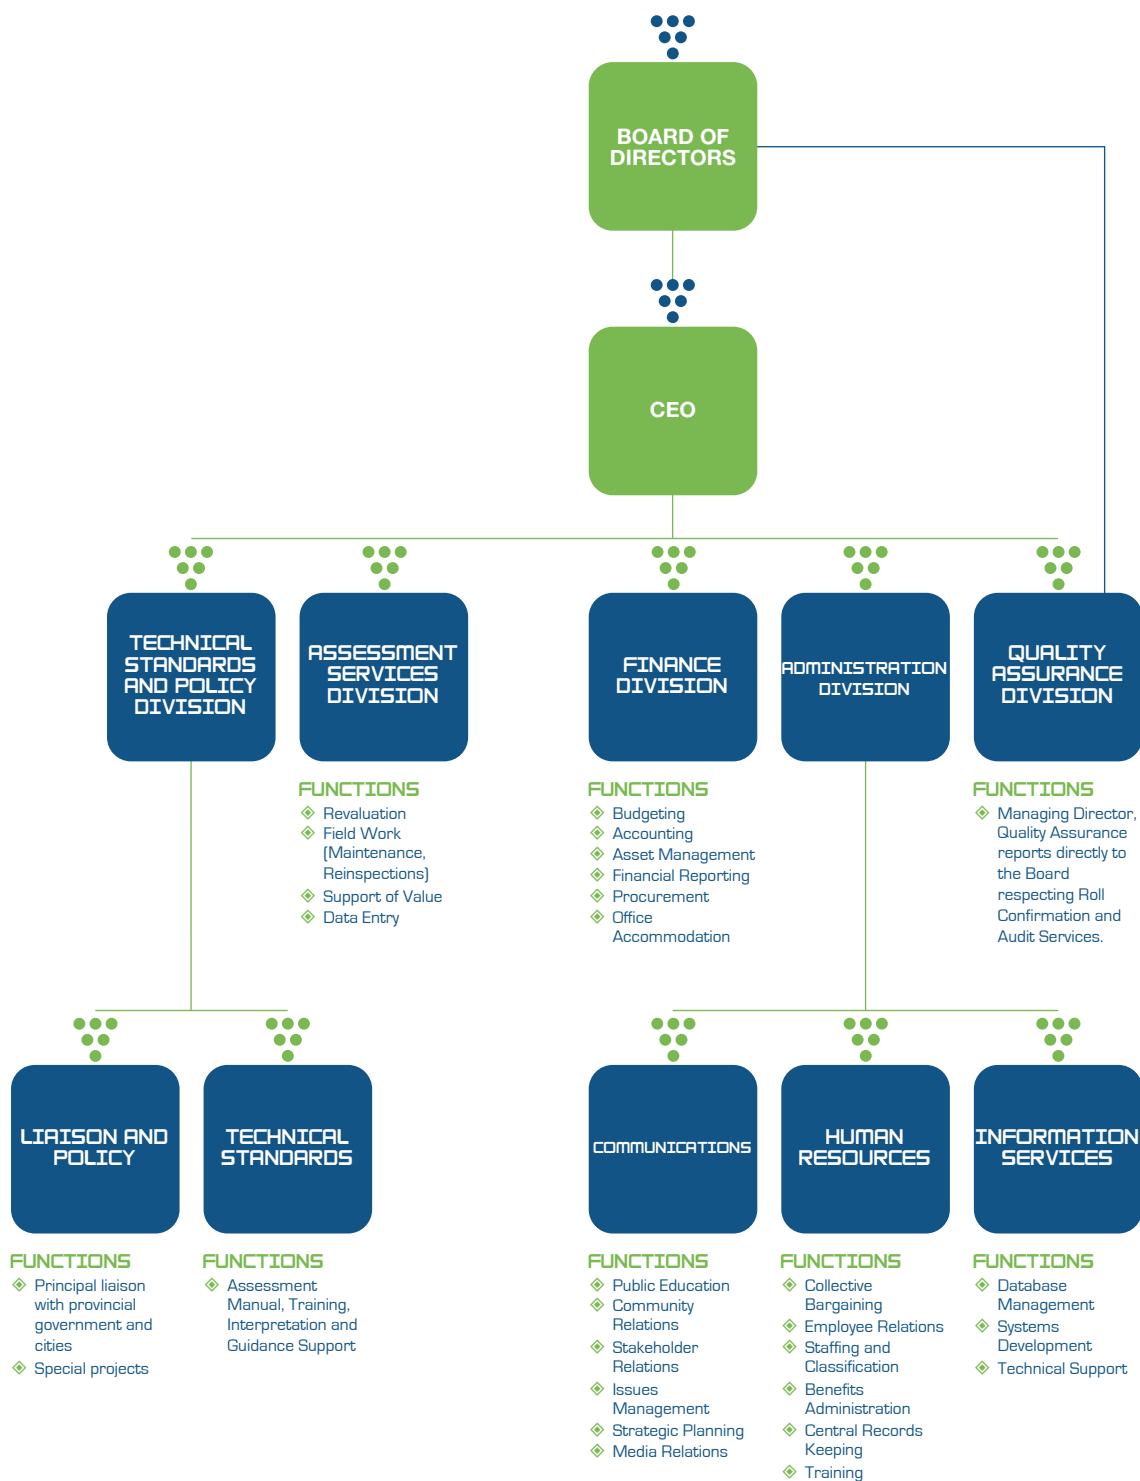 BOARD OF
DIRECTORS
CEO
TECHNICAL
STANDARDS
AND POLICY
DIVISION
ASSESSMENT
SERVICES
DIVISION
FUNCTIONS
Revaluation
Field Work
(Maintenance,
Reinspections)
Support of Value
Data Entry
FINANCE
DIVISION
FUNCTIONS
Budgeting
Accounting
Asset Management
Financial Reporting
Procurement
Office
Accommodation
ADMINISTRATION
DIVISION
QUALITY
ASSURANCE
DIVISION
FUNCTIONS
Managing Director,
Quality Assurance
reports directly to
the Board
respecting Roll
Confirmation and
Audit Services.
LIAISON AND
POLICY
FUNCTIONS
Principal liaison
with provincial
government and
cities
Special projects
TECHNICAL
STANDARDS
FUNCTIONS
Assessment
Manual, Training,
Interpretation and
Guidance Support
COMMUNICATIONS
FUNCTIONS
Public Education
Community
Relations
Stakeholder
Relations
Issues
Management
Strategic Planning
Media Relations
HUMAN
RESOURCES
FUNCTIONS
Collective
Bargaining
Employee Relations
Staffing and
Classification
Benefits
Administration
Central Records
Keeping
Training
INFORMATION
SERVICES
FUNCTIONS
Database
Management
Systems
Development
Technical Support